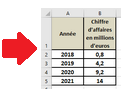 A B
1 Année Chiffre d'affaires en millions d'euros
2 2018 0,8
3 2019 4,2
4 2020 9,2
5 2021 14